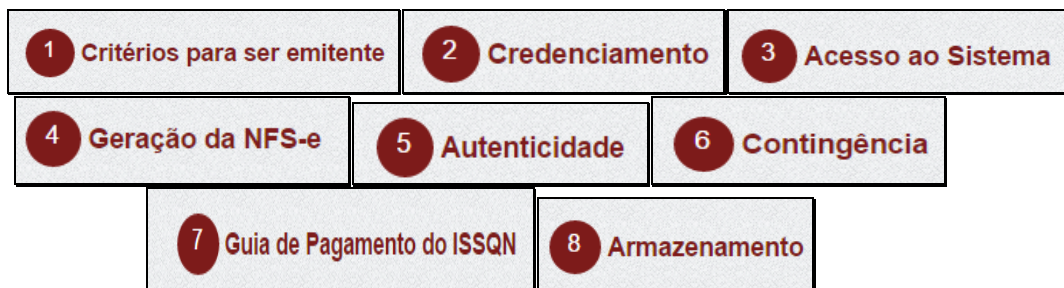 1 Critérios para ser emitente
2 Credenciamento
3 Acesso ao Sistema
4 Geração da NFS-e
5 Autenticidade
6 Contingência
7 Guia de Pagamento do ISSQN
8 Armazenamento